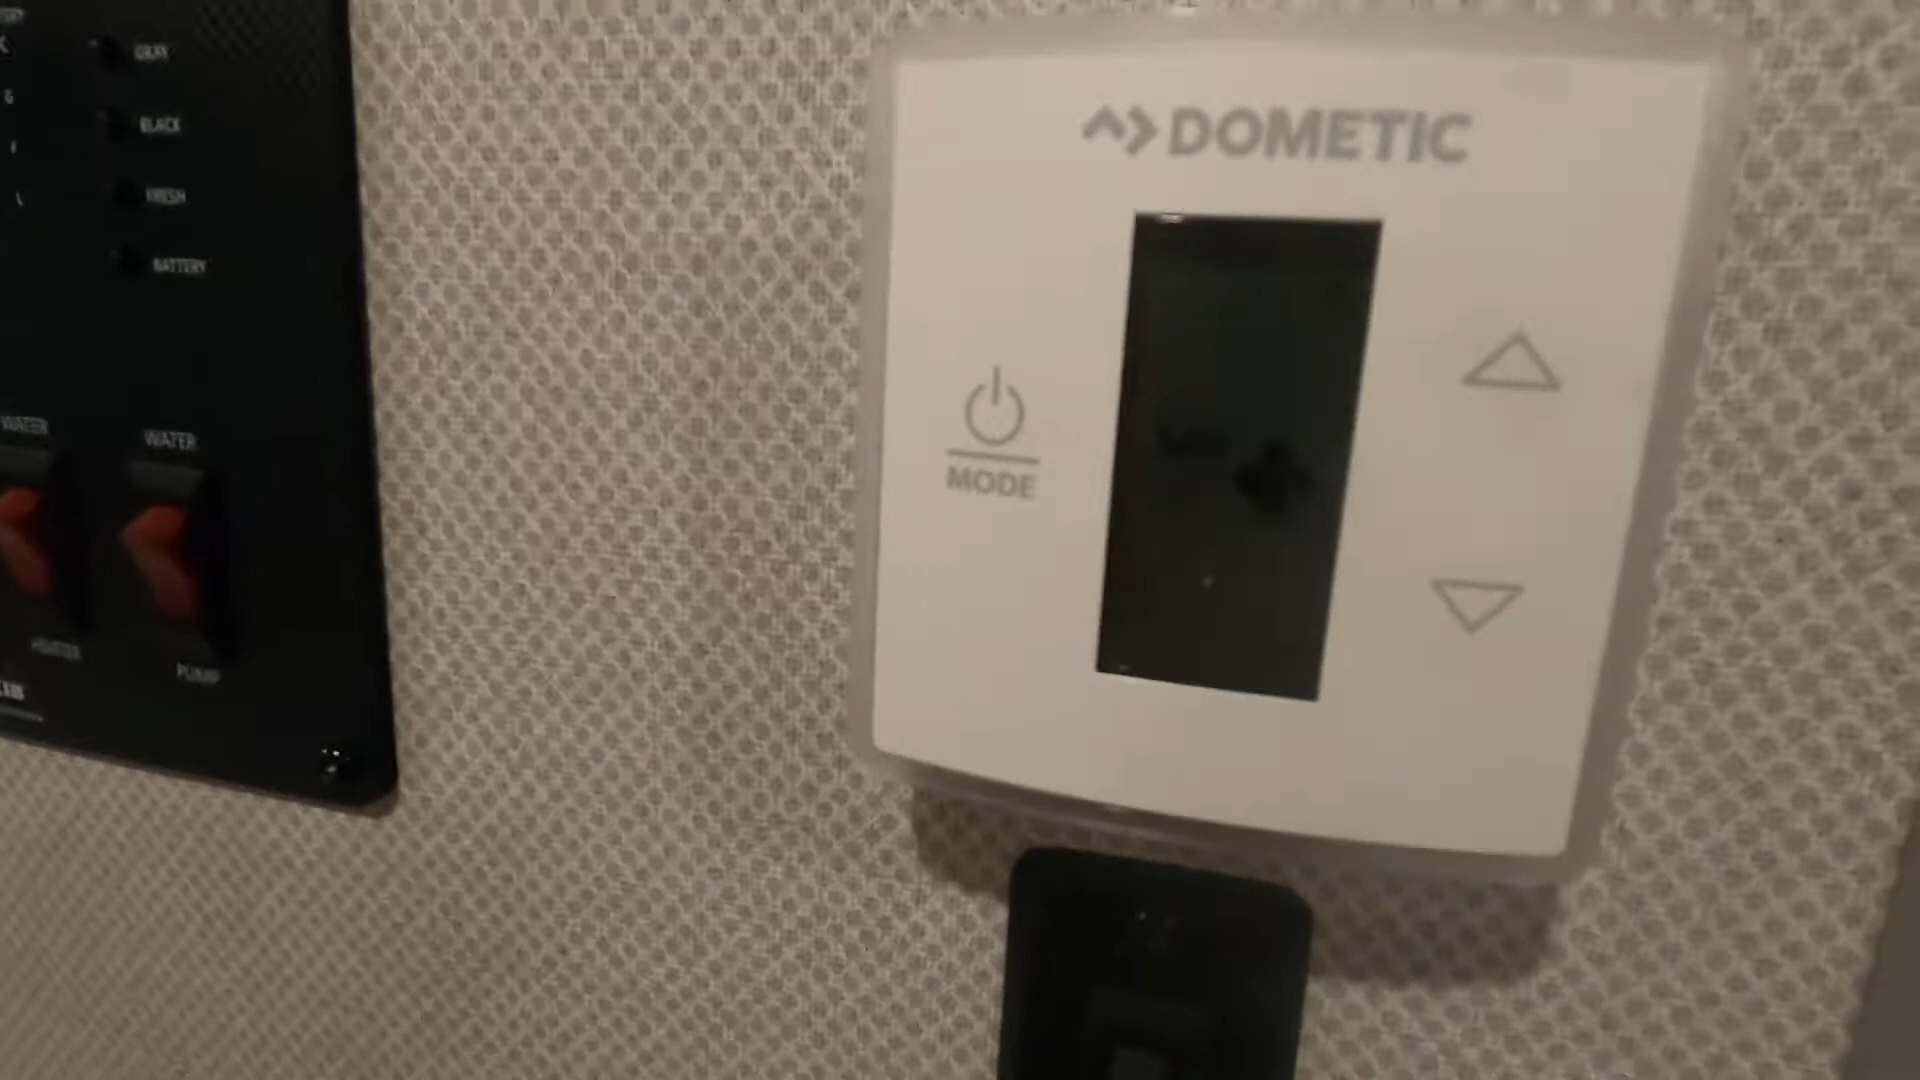 GRAY
BLACK
FRESH
BATTERY
WATER
WATER
HEATER
PUMP
DOMETIC
MODE